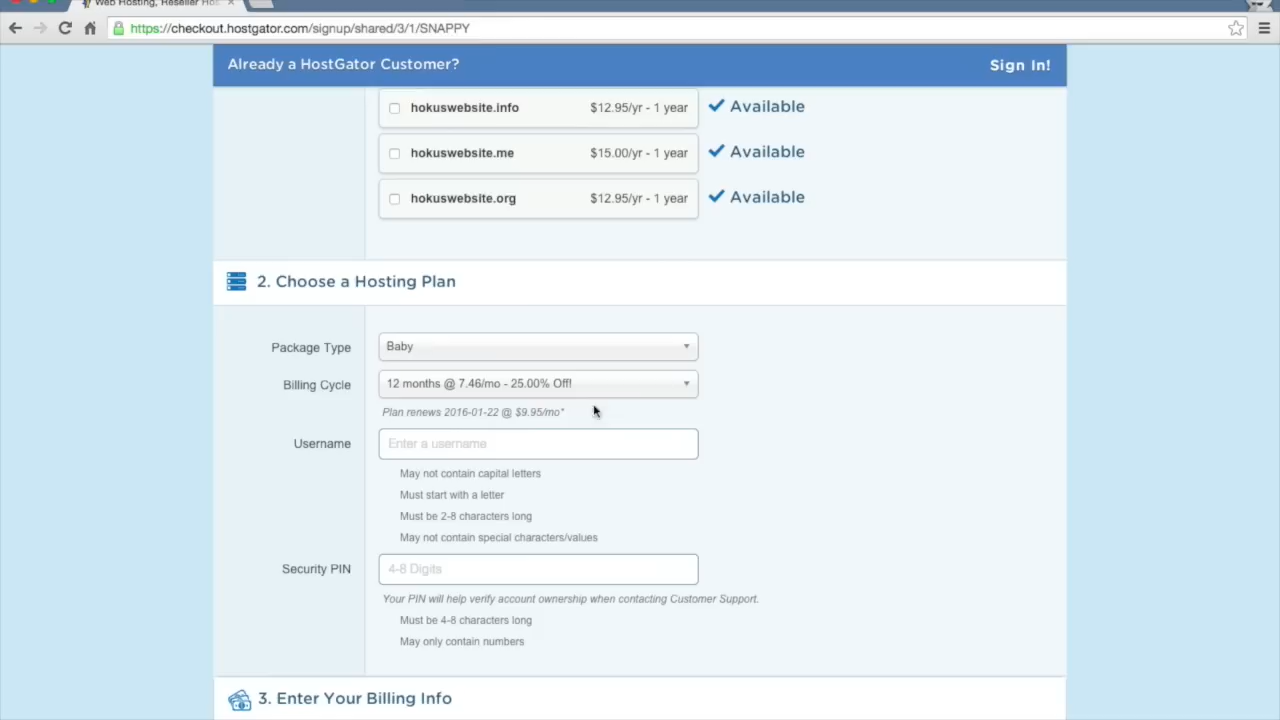 Web Hosting, Reseller Hos
https://checkout.hostgator.com/signup/shared/3/1/SNAPPY
Already a HostGator Customer? Sign In!
hokuswebsite.info $12.95/yr - 1 year Available
hokuswebsite.me $15.00/yr - 1 year Available
hokuswebsite.org $12.95/yr - 1 year Available
2. Choose a Hosting Plan
Package Type Baby
Billing Cycle 12 months @ 7.46/mo - 25.00% Off!
Plan renews 2016-01-22 @ $9.95/mo*
Username Enter a username
May not contain capital letters
Must start with a letter
Must be 2-8 characters long
May not contain special characters/values
Security PIN 4-8 Digits
Your PIN will help verify account ownership when contacting Customer Support.
Must be 4-8 characters long
May only contain numbers
3. Enter Your Billing Info